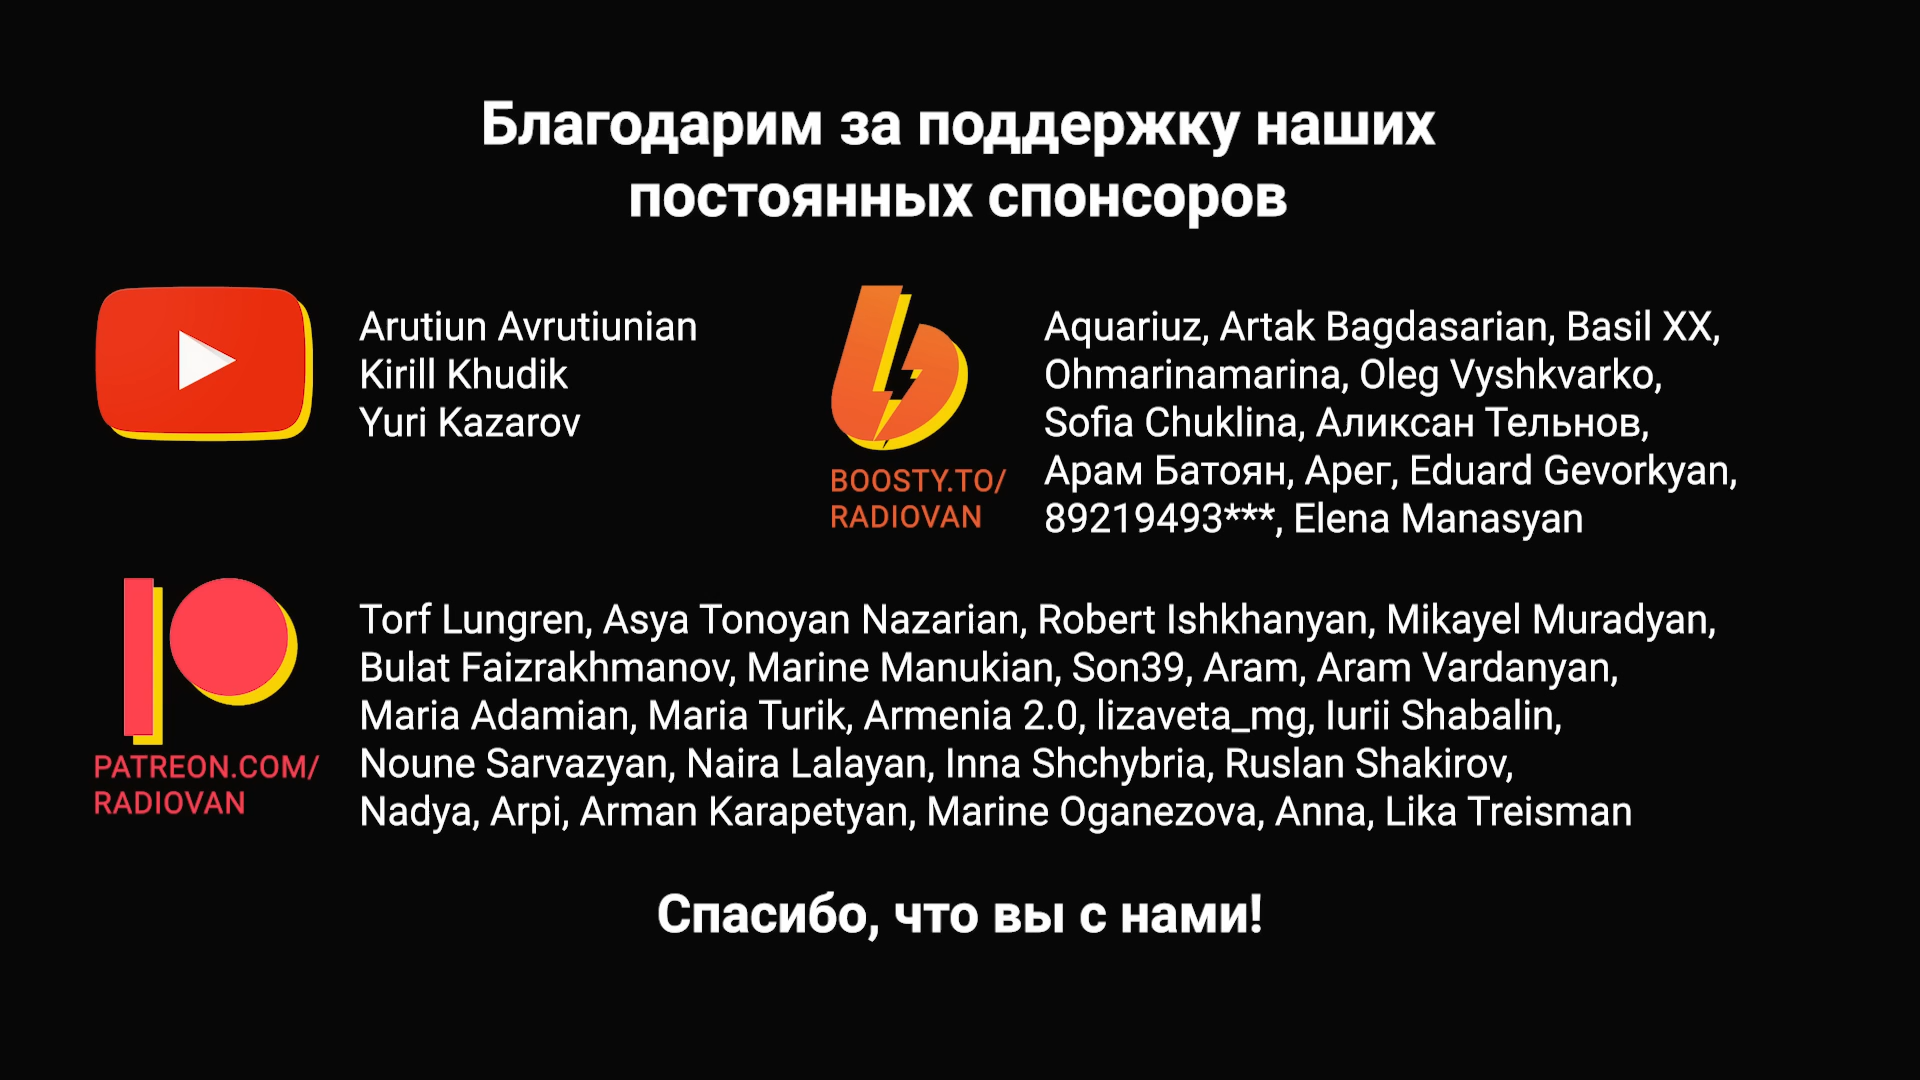 Благодарим за поддержку наших
постоянных спонсоров
Arutiun Avrutiunian
Kirill Khudik
Yuri Kazarov
BOOSTY.TO/
RADIOVAN
Aquariuz, Artak Bagdasarian, Basil XX,
Ohmarinamarina, Oleg Vyshkvarko,
Sofia Chuklina, Аликсан Тельнов,
Арам Батоян, Арег, Eduard Gevorkyan,
89219493***, Elena Manasyan
PATREON.COM/
RADIOVAN
Torf Lungren, Asya Tonoyan Nazarian, Robert Ishkhanyan, Mikayel Muradyan,
Bulat Faizrakhmanov, Marine Manukian, Son39, Aram, Aram Vardanyan,
Maria Adamian, Maria Turik, Armenia 2.0, lizaveta_mg, Iurii Shabalin,
Noune Sarvazyan, Naira Lalayan, Inna Shchybria, Ruslan Shakirov,
Nadya, Arpi, Arman Karapetyan, Marine Oganezova, Anna, Lika Treisman
Спасибо, что вы с нами!